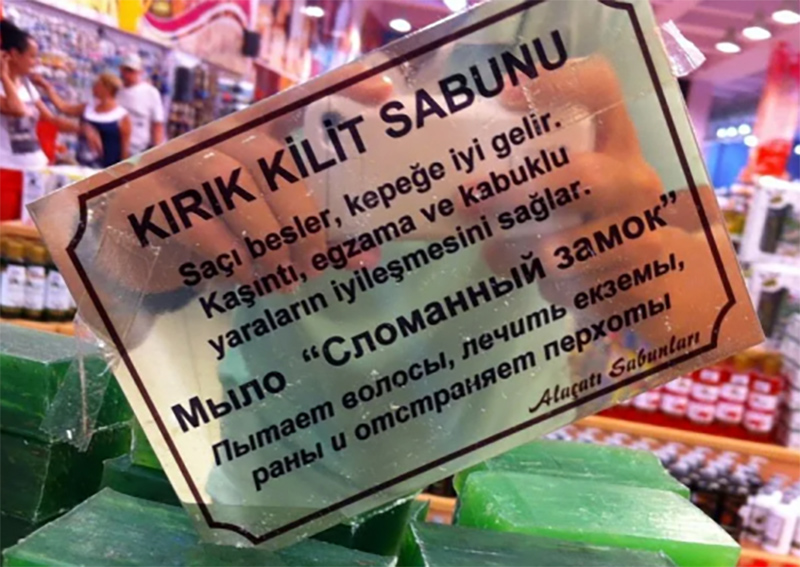 KIRIK KİLİT SABUNU
Saçı besler, kepeğe iyi gelir.
Kaşıntı, egzama ve kabuklu
yaraların iyileşmesini sağlar.
Мыло “Сломанный замок”
Пытает волосы, лечить екземы,
раны и отстраняет перхоты
Alaçatı Sabunları